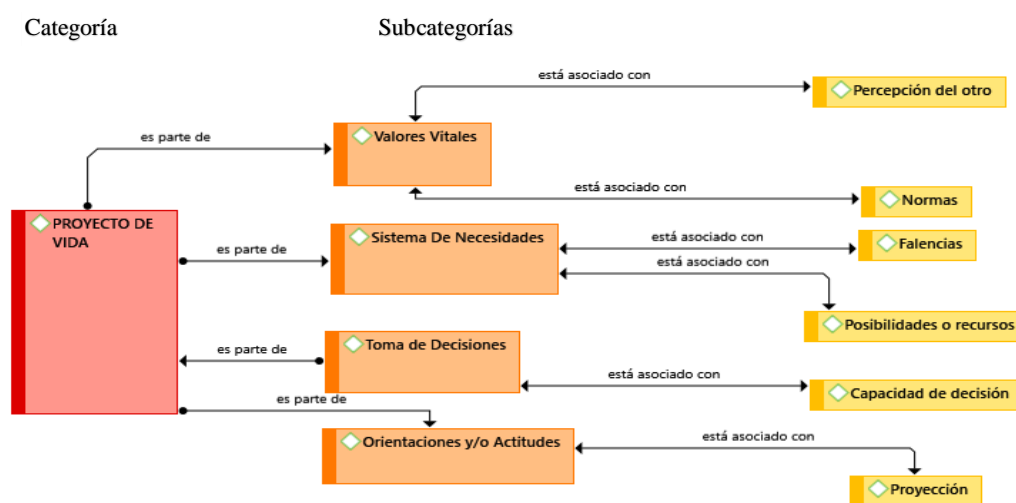 Categoría
Subcategorías
está asociado con
Percepción del otro
es parte de
Valores Vitales
está asociado con
Normas
PROYECTO DE
VIDA
es parte de
Sistema De Necesidades
está asociado con
Falencias
está asociado con
Posibilidades o recursos
es parte de
Toma de Decisiones
está asociado con
Capacidad de decisión
es parte de
Orientaciones y/o Actitudes
está asociado con
Proyección